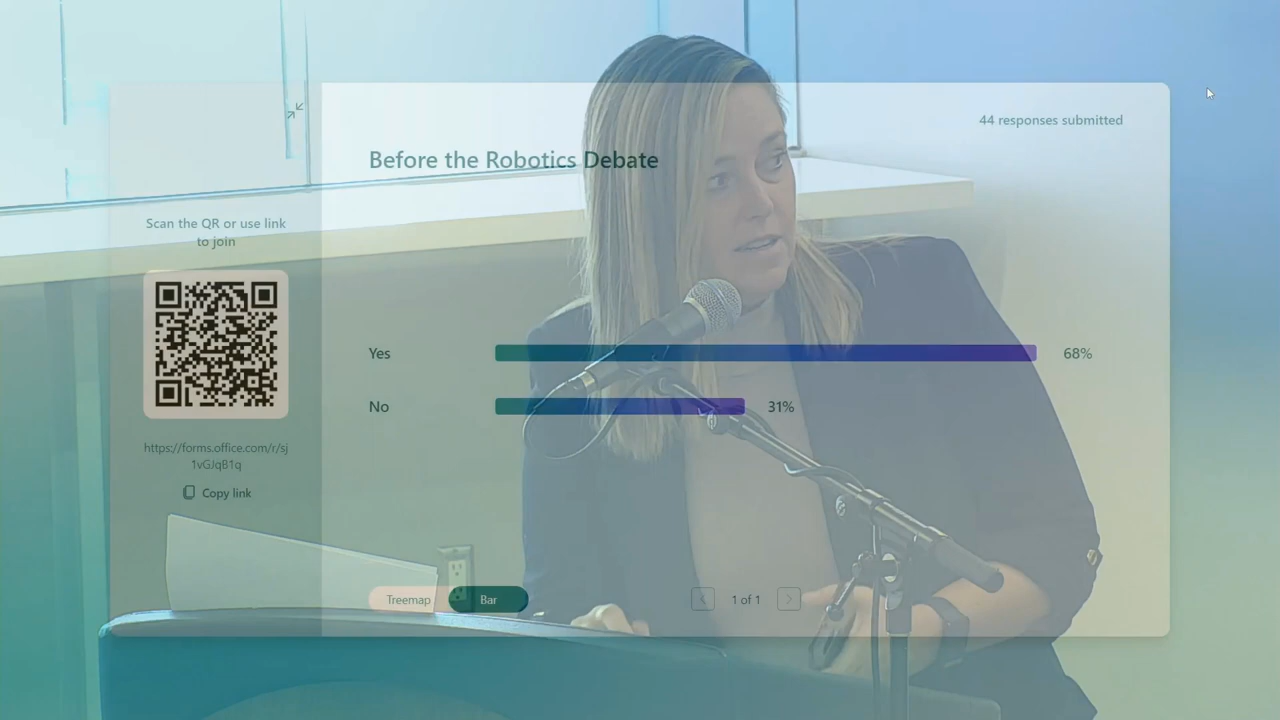 44 responses submitted
Before the Robotics Debate
Scan the QR or use link
to join
Yes
68%
No
31%
https://forms.office.com/r/sj
1vGJqB1q
Copy link
Treemap
Bar
1 of 1